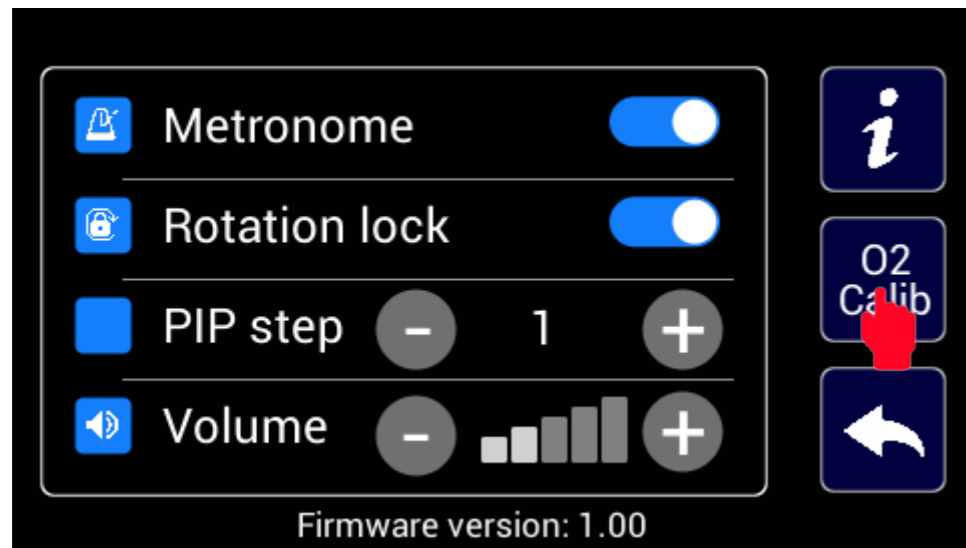 Metronome
Rotation lock
PIP step - 1 +
Volume - +
i
O2
Calib
Firmware version: 1.00